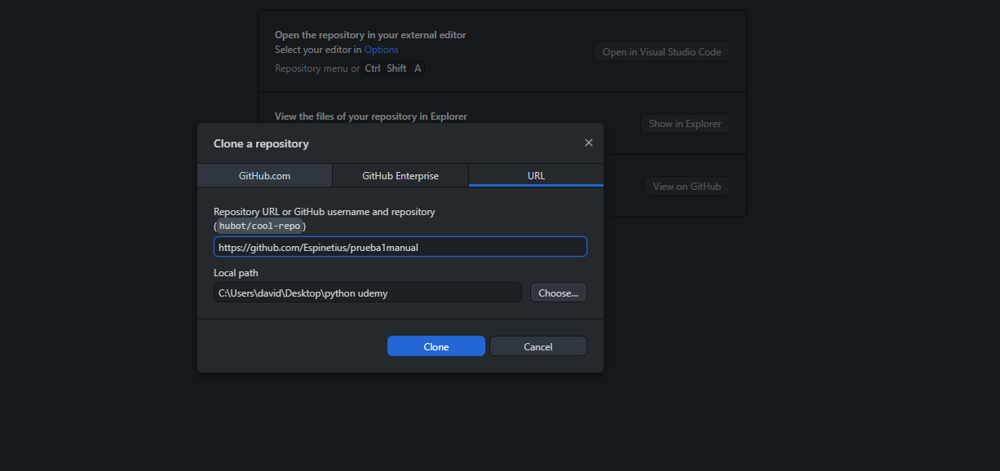 Open the repository in your external editor
Select your editor in Options
Open in Visual Studio Code
Repository menu or Ctrl Shift A
View the files of your repository in Explorer
Show in Explorer
Clone a repository
GitHub.com
GitHub Enterprise
URL
View on GitHub
Repository URL or GitHub username and repository
(hubot/cool-repo)
https://github.com/Espinetius/prueba1manual
Local path
C:\Users\david\Desktop\python udemy
Choose...
Clone
Cancel